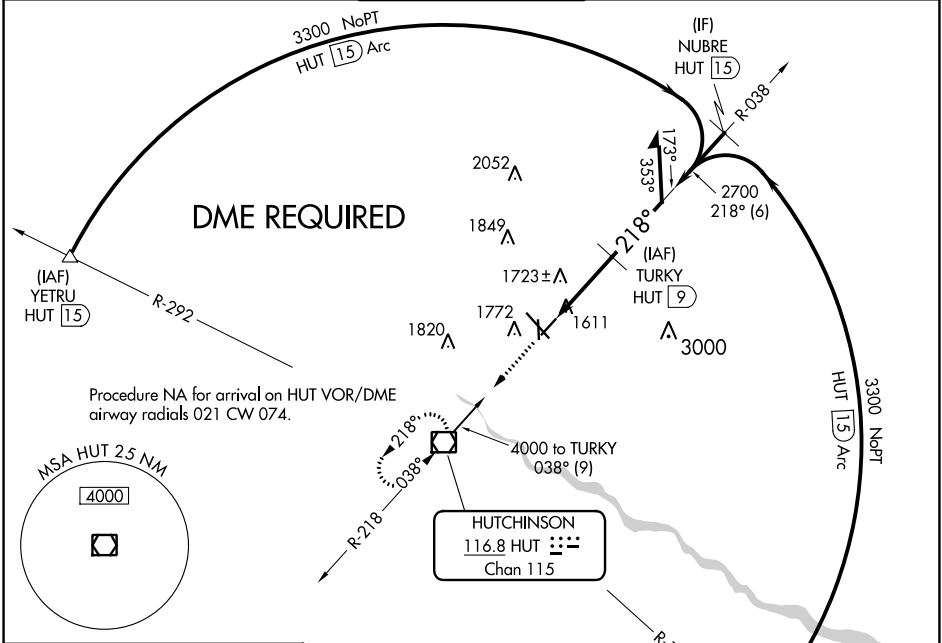 3300 NoPT
HUT 15 Arc
(IF)
NUBRE
HUT 15
R-038
173°
353°
2052
DME REQUIRED
2700
218° (6)
1849
218°
(IAF)
YETRU
HUT 15
R-292
1723±
(IAF)
TURKY
HUT 9
1772
1611
1820
3000
3300 NoPT
HUT 15 Arc
Procedure NA for arrival on HUT VOR/DME
airway radials 021 CW 074.
MSA HUT 25 NM
4000
218°
038°
4000 to TURKY
038° (9)
R-218
HUTCHINSON
116.8 HUT
Chan 115